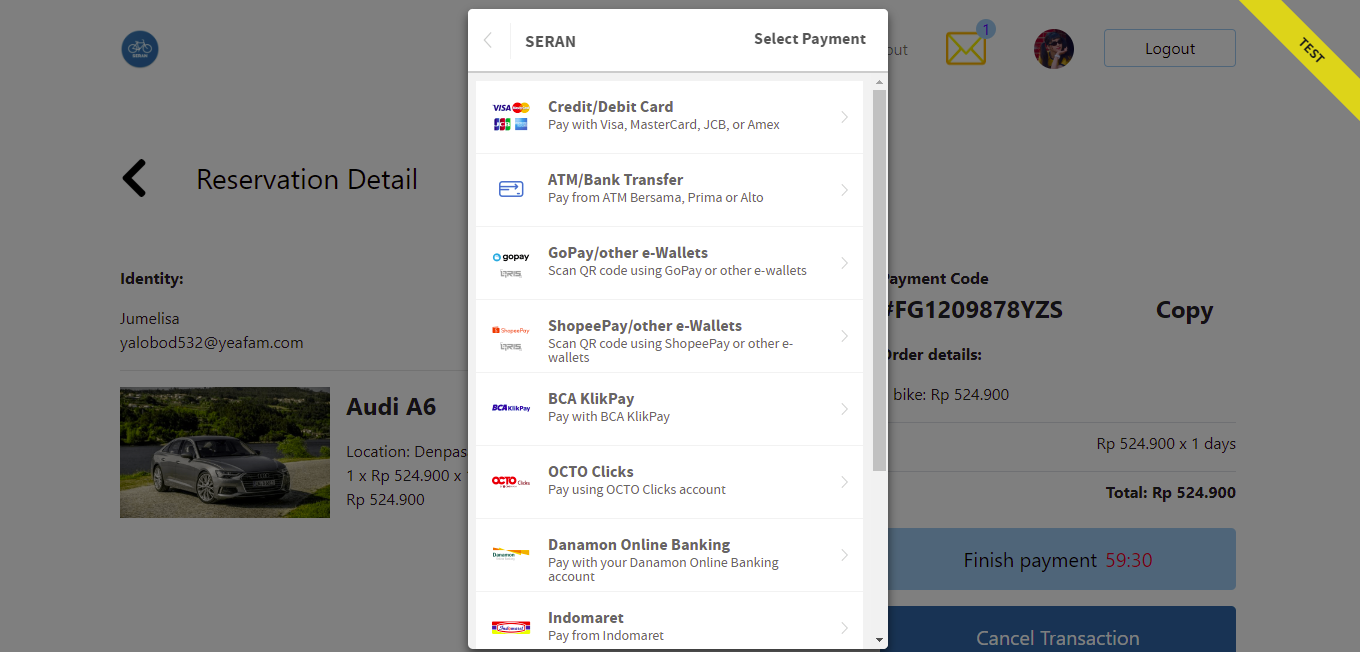 SERAN
Select Payment
out
1
Logout
TEST
Reservation Detail
Identity:
Jumelisa
yalobod532@yeafam.com
Audi A6
Location: Denpas
1 x Rp 524.900 x
Rp 524.900
VISA
Credit/Debit Card
Pay with Visa, MasterCard, JCB, or Amex
ATM/Bank Transfer
Pay from ATM Bersama, Prima or Alto
gopay
QRIS
GoPay/other e-Wallets
Scan QR code using GoPay or other e-wallets
ShopeePay
QRIS
ShopeePay/other e-Wallets
Scan QR code using ShopeePay or other e-
wallets
BCA KlikPay
BCA KlikPay
Pay with BCA KlikPay
OCTO Clicks
OCTO Clicks
Pay using OCTO Clicks account
Danamon
Danamon Online Banking
Pay with your Danamon Online Banking
account
Indomaret
Indomaret
Pay from Indomaret
Payment Code
#FG1209878YZS
Copy
Order details:
bike: Rp 524.900
Rp 524.900 x 1 days
Total: Rp 524.900
Finish payment 59:30
Cancel Transaction